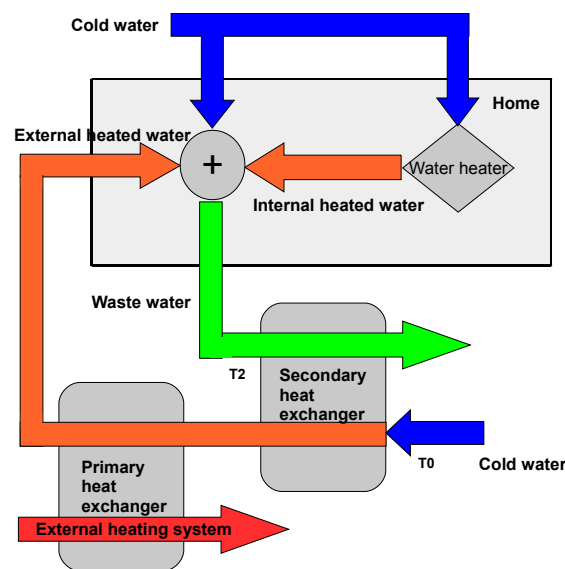 Cold water
Home
External heated water
+
Water heater
Internal heated water
Waste water
T2
Secondary
heat
exchanger
T0
Cold water
Primary
heat
exchanger
External heating system